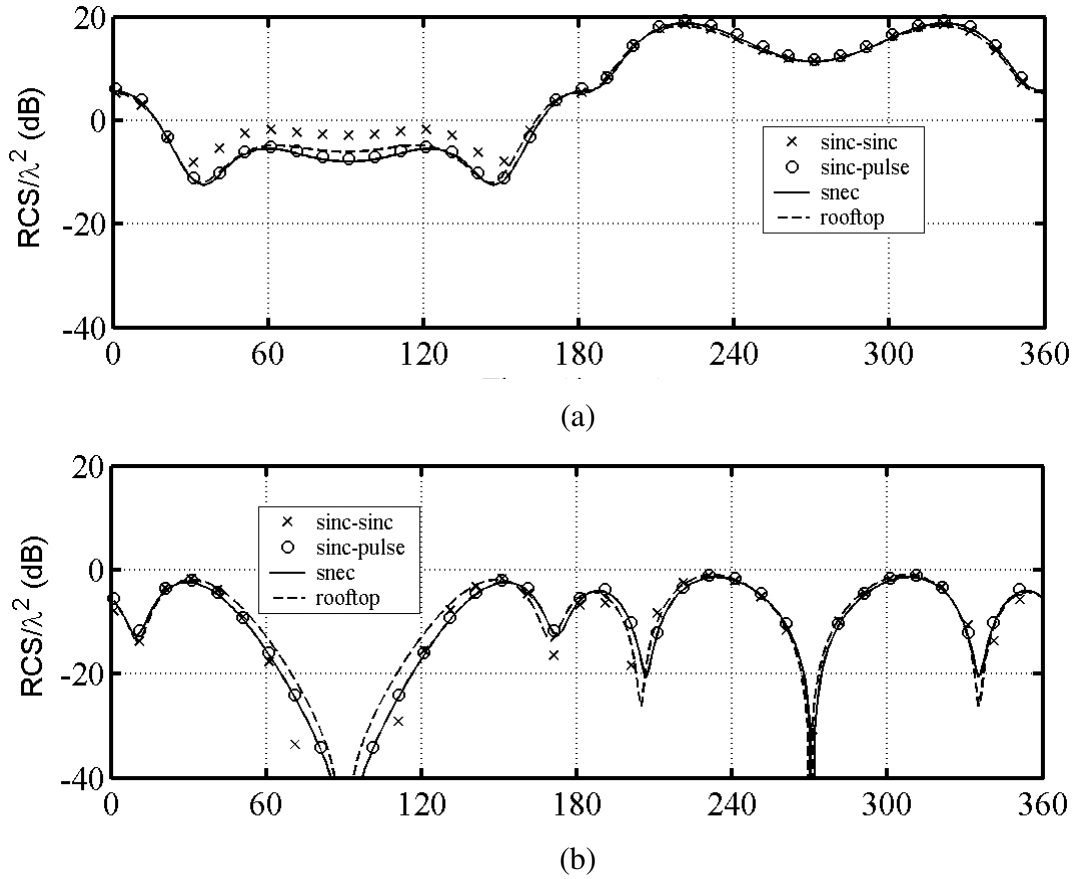 20
0
-20
-40
RCS/λ² (dB)
sinc-sinc
sinc-pulse
snec
rooftop
0
60
120
180
240
300
360
(a)
20
0
-20
-40
RCS/λ² (dB)
sinc-sinc
sinc-pulse
snec
rooftop
0
60
120
180
240
300
360
(b)